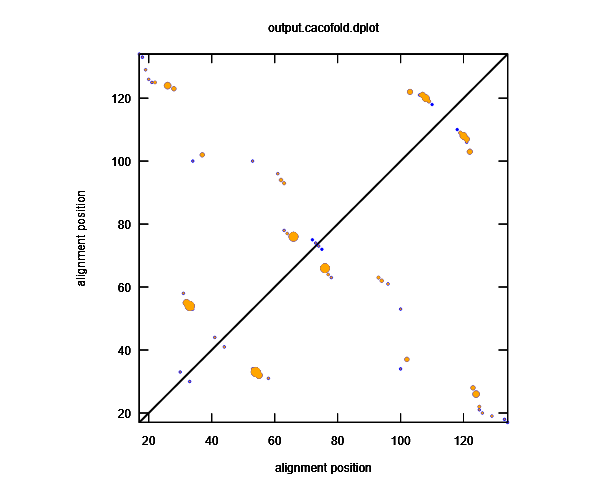 output.cacofold.dplot
120
100
80
60
40
20
alignment position
20 40 60 80 100 120
alignment position